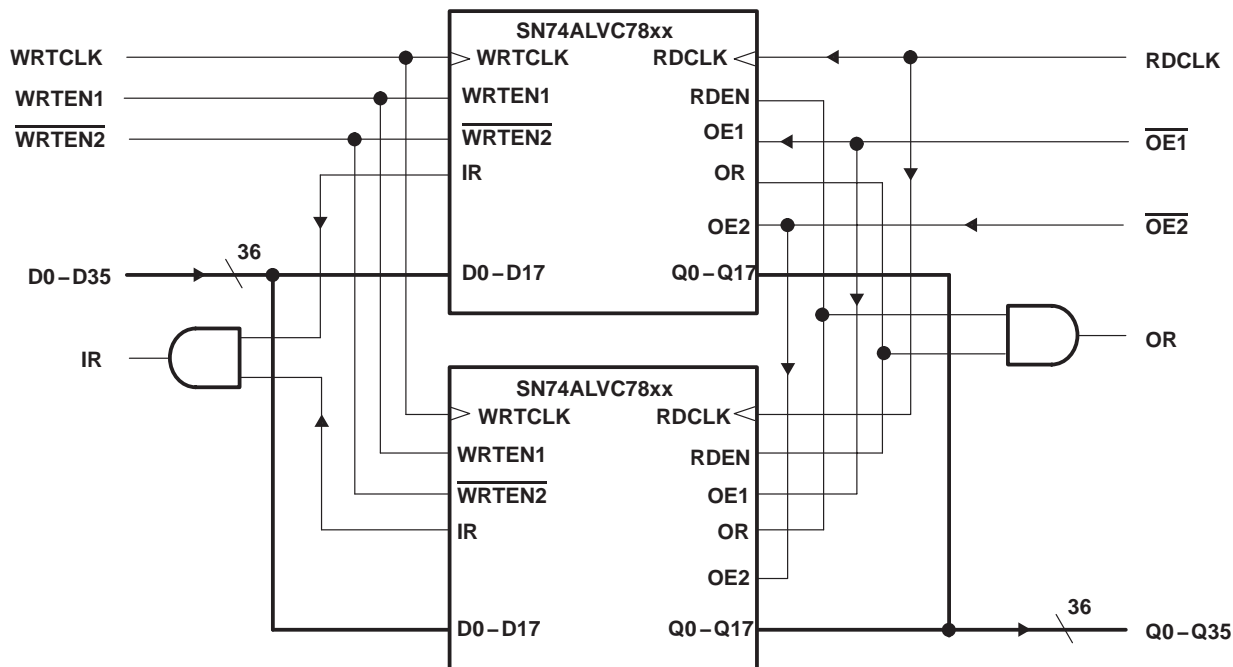 SN74ALVC78xx
WRTCLK
WRTCLK
RDCLK
RDCLK
WRTEN1
WRTEN1
RDEN
WRTEN2
WRTEN2
OE1
OE1
IR
OR
OE2
OE2
36
D0–D35
D0–D17
Q0–Q17
IR
OR
SN74ALVC78xx
WRTCLK
RDCLK
WRTEN1
RDEN
WRTEN2
OE1
IR
OR
OE2
36
D0–D17
Q0–Q17
Q0–Q35